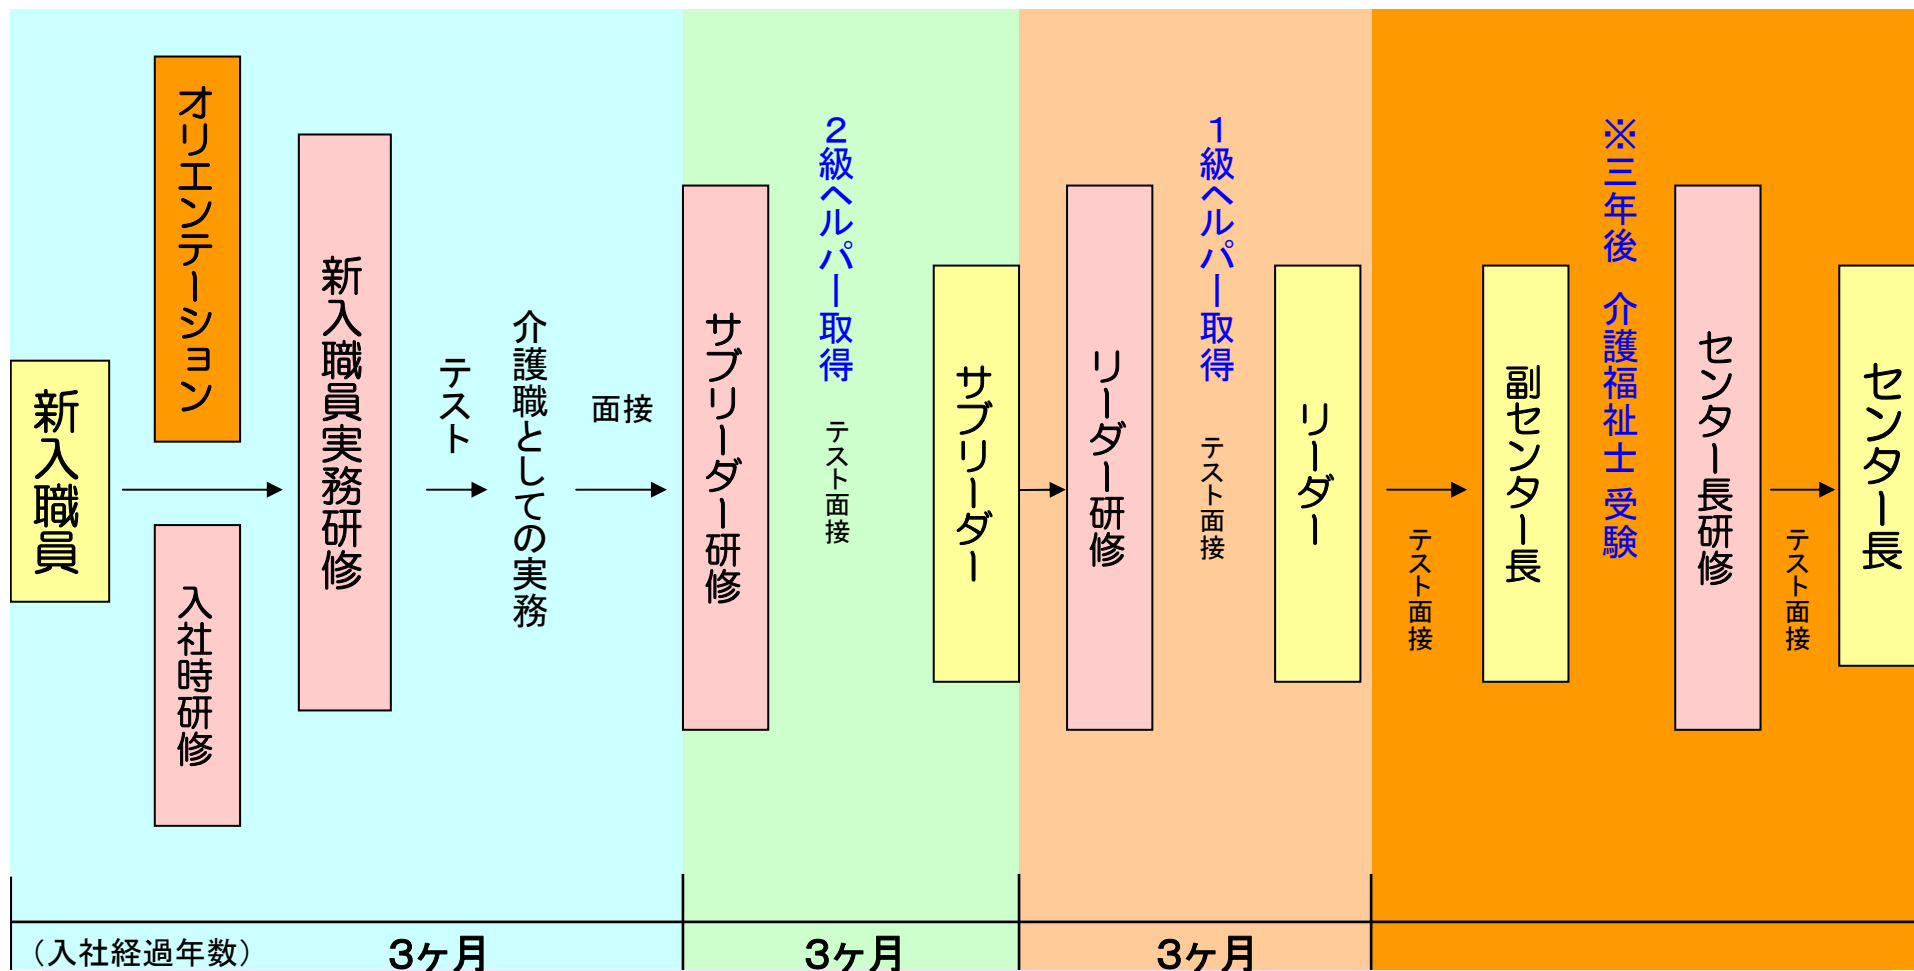 新入職員
オリエンテーション
入社時研修
新入職員実務研修
テスト
介護職としての実務
面接
サブリーダー研修
２級ヘルパー取得
テスト面接
サブリーダー
リーダー研修
１級ヘルパー取得
テスト面接
リーダー
テスト面接
副センター長
※三年後 介護福祉士 受験
センター長研修
テスト面接
センター長
（入社経過年数）
３ヶ月
３ヶ月
３ヶ月